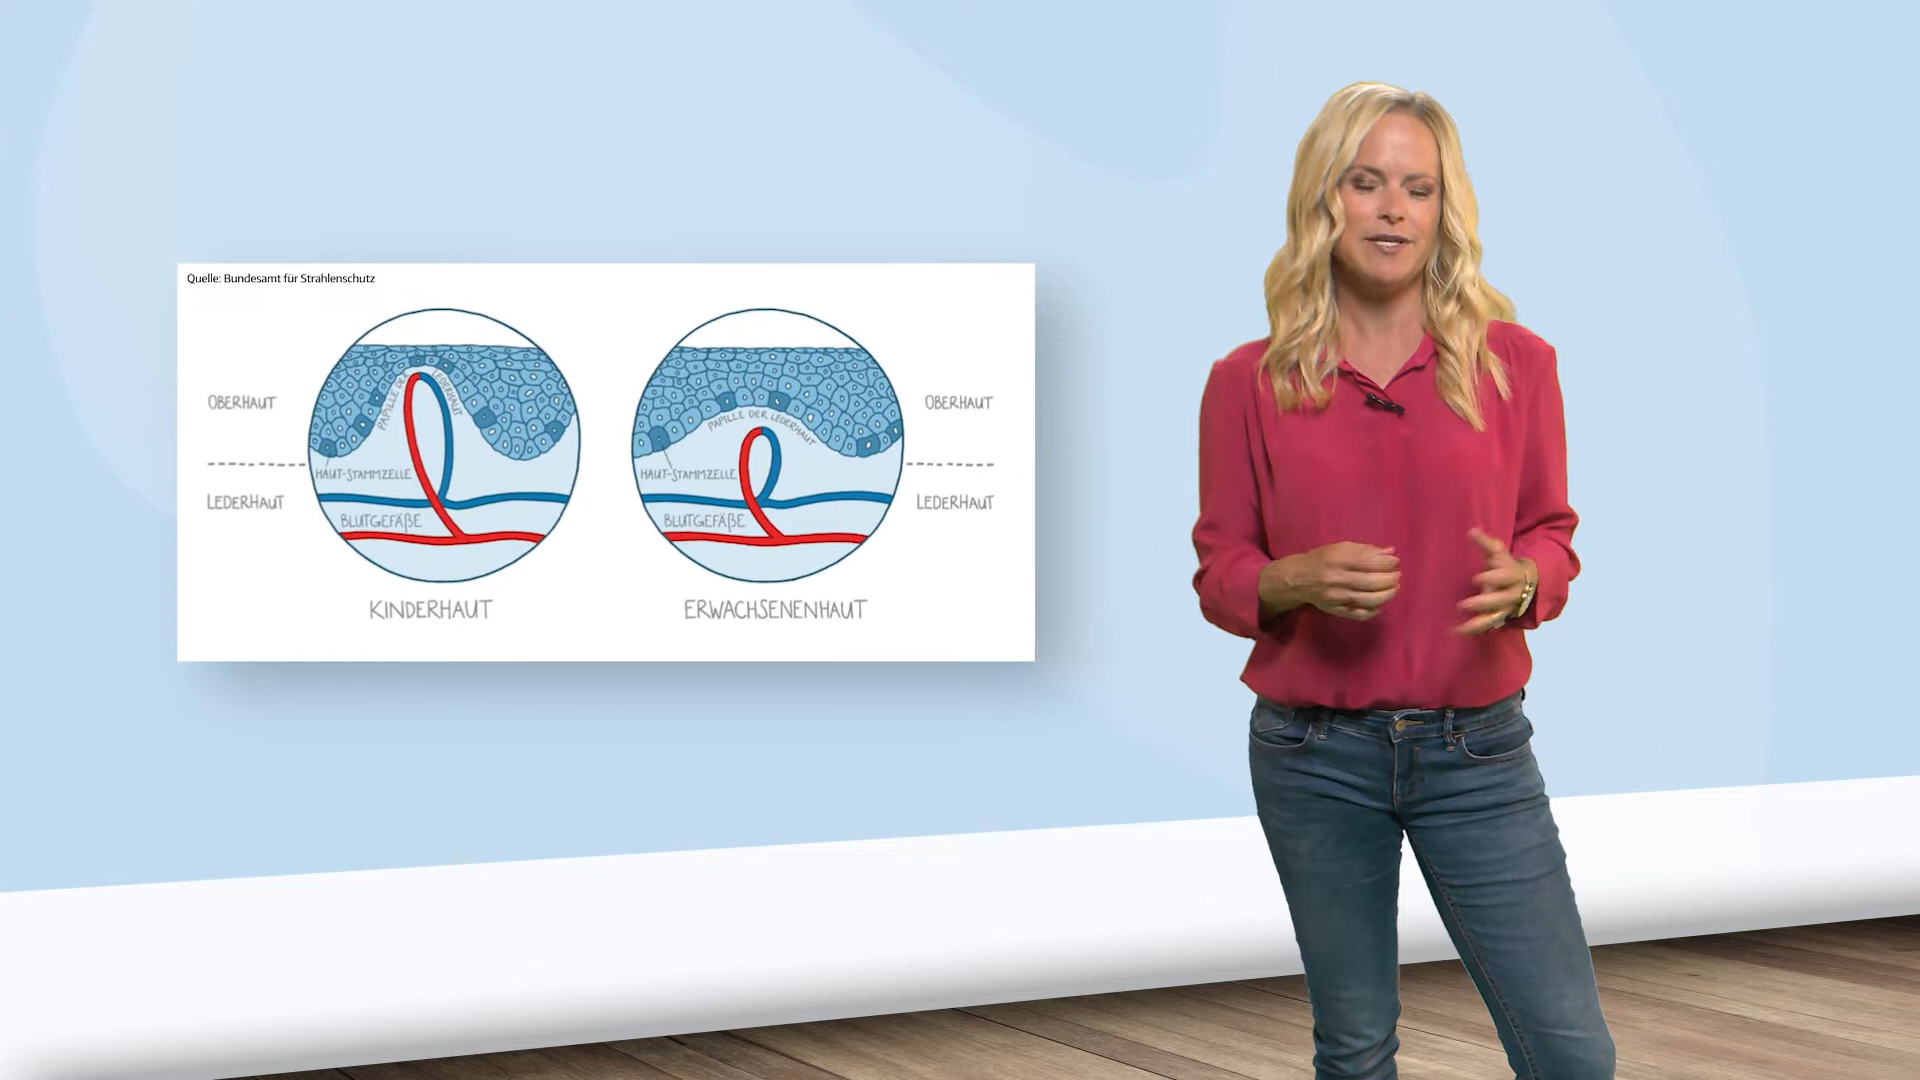 Quelle: Bundesamt für Strahlenschutz
OBERHAUT
PAPILLE DER LEDERHAUT
HAUT-STAMMZELLE
LEDERHAUT
BLUTGEFÄßE
KINDERHAUT
PAPILLE DER LEDERHAUT
OBERHAUT
HAUT-STAMMZELLE
LEDERHAUT
BLUTGEFÄßE
ERWACHSENENHAUT